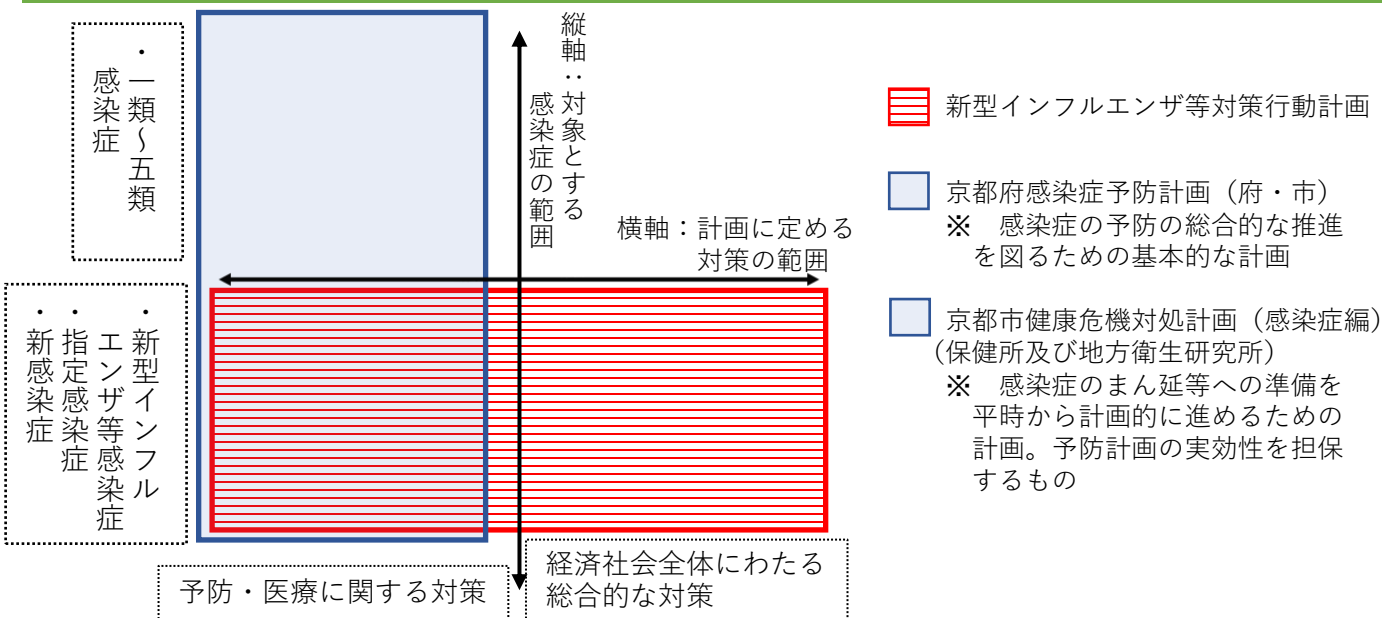 ・一類～五類
感染症
・新型インフル
エンザ等感染症
・指定感染症
・新感染症
縦軸：対象とする
感染症の範囲
横軸：計画に定める
対策の範囲
予防・医療に関する対策
経済社会全体にわたる
総合的な対策
新型インフルエンザ等対策行動計画
京都府感染症予防計画（府・市）
※　感染症の予防の総合的な推進
を図るための基本的な計画
京都市健康危機対処計画（感染症編）
（保健所及び地方衛生研究所）
※　感染症のまん延等への準備を
平時から計画的に進めるための
計画。予防計画の実効性を担保
するもの